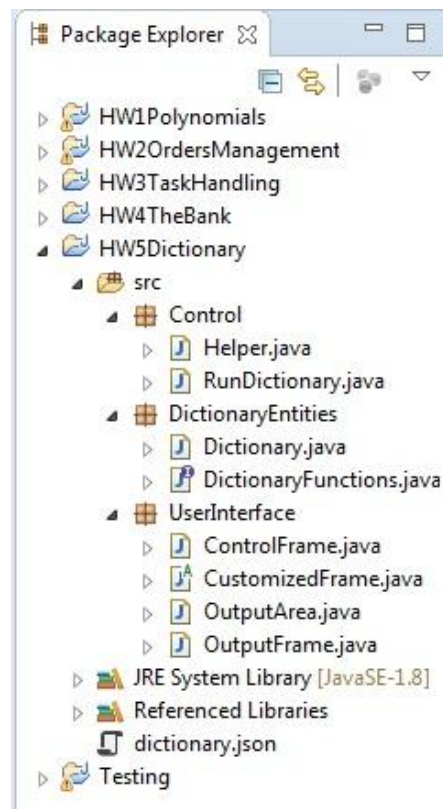 Package Explorer
HW1Polynomials
HW2OrdersManagement
HW3TaskHandling
HW4TheBank
HW5Dictionary
src
Control
Helper.java
RunDictionary.java
DictionaryEntities
Dictionary.java
DictionaryFunctions.java
UserInterface
ControlFrame.java
CustomizedFrame.java
OutputArea.java
OutputFrame.java
JRE System Library [JavaSE-1.8]
Referenced Libraries
dictionary.json
Testing